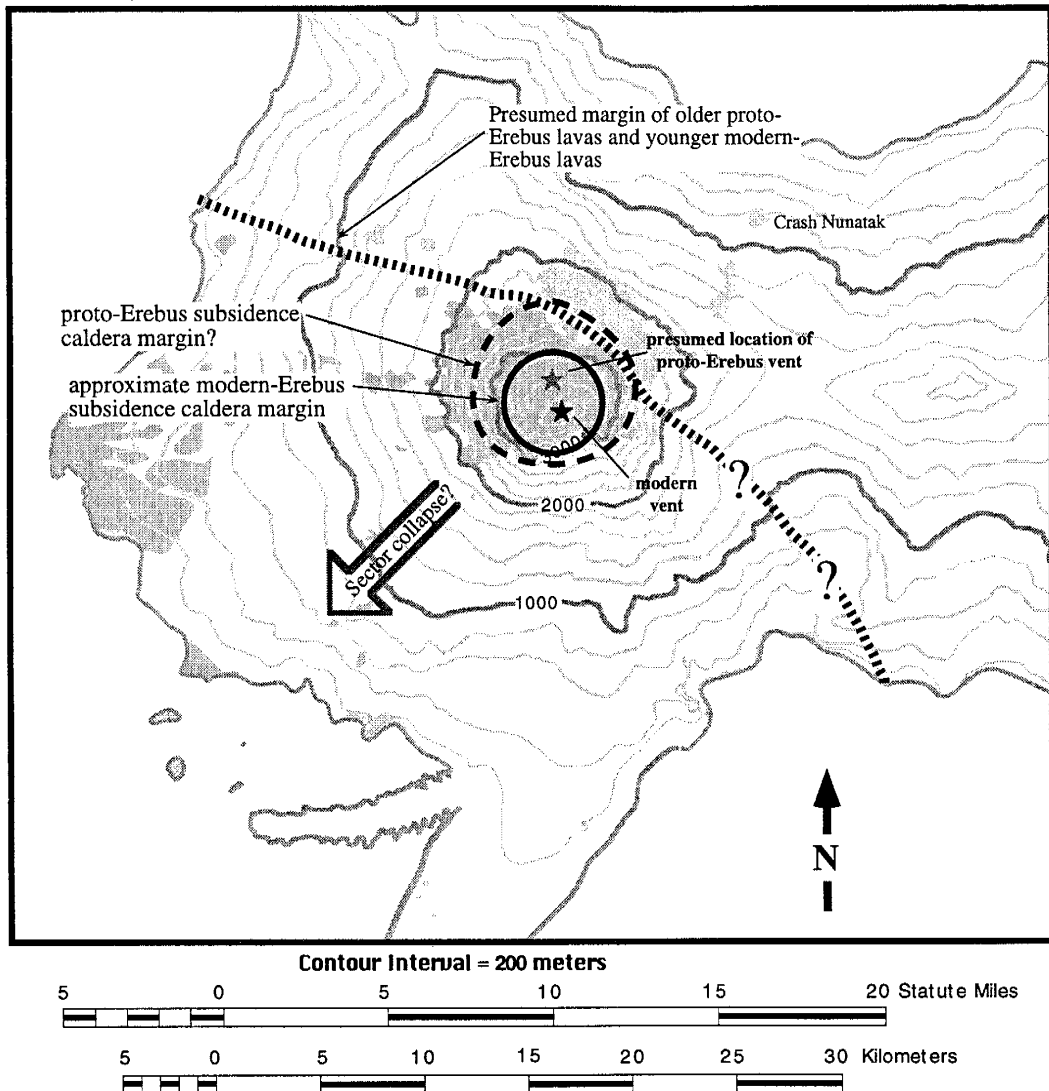 Presumed margin of older proto-
Erebus lavas and younger modern-
Erebus lavas
Crash Nunatak
proto-Erebus subsidence
caldera margin?
presumed location of
proto-Erebus vent
approximate modern-Erebus
subsidence caldera margin
modern
vent
2000
?
Sector collapse?
?
1000
N
Contour Interval = 200 meters
5 0 5 10 15 20 Statute Miles
5 0 5 10 15 20 25 30 Kilometers